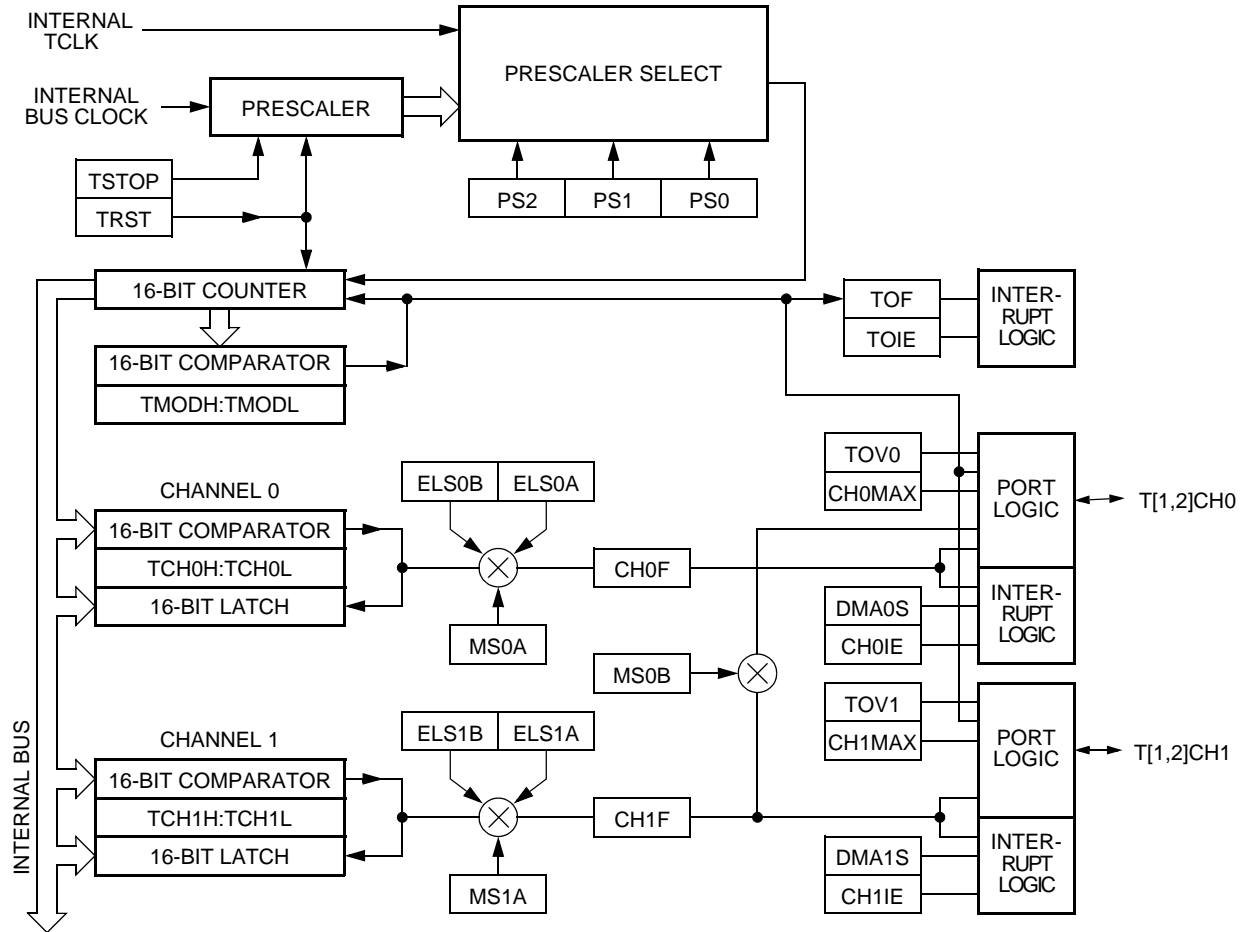 INTERNAL
TCLK
PRESCALER SELECT
INTERNAL
BUS CLOCK
PRESCALER
TSTOP
TRST
PS2
PS1
PS0
16-BIT COUNTER
16-BIT COMPARATOR
TMODH:TMODL
TOF
TOIE
INTER-
RUPT
LOGIC
CHANNEL 0
16-BIT COMPARATOR
TCH0H:TCH0L
16-BIT LATCH
ELS0B
ELS0A
MS0A
CH0F
TOV0
CH0MAX
PORT
LOGIC
T[1,2]CH0
DMA0S
CH0IE
INTER-
RUPT
LOGIC
MS0B
CHANNEL 1
16-BIT COMPARATOR
TCH1H:TCH1L
16-BIT LATCH
ELS1B
ELS1A
MS1A
CH1F
TOV1
CH1MAX
PORT
LOGIC
T[1,2]CH1
DMA1S
CH1IE
INTER-
RUPT
LOGIC
INTERNAL BUS